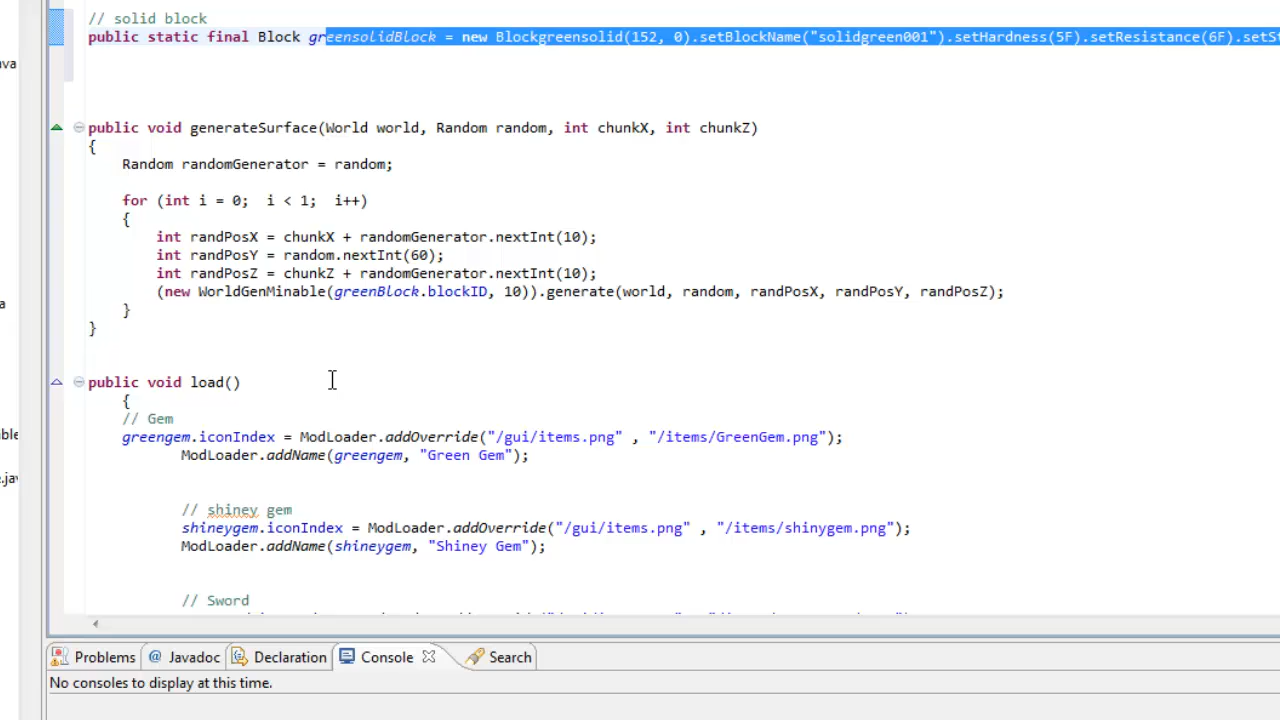 // solid block
public static final Block greensolidBlock = new Blockgreensolid(152, 0).setBlockName("solidgreen001").setHardness(5F).setResistance(6F).setSt
ava
public void generateSurface(World world, Random random, int chunkX, int chunkZ)
{
Random randomGenerator = random;
for (int i = 0;  i < 1;  i++)
{
int randPosX = chunkX + randomGenerator.nextInt(10);
int randPosY = random.nextInt(60);
int randPosZ = chunkZ + randomGenerator.nextInt(10);
(new WorldGenMinable(greenBlock.blockID, 10)).generate(world, random, randPosX, randPosY, randPosZ);
a
}
}
public void load()
{
// Gem
greengem.iconIndex = ModLoader.addOverride("/gui/items.png" , "/items/GreenGem.png");
ble
ModLoader.addName(greengem, "Green Gem");
e.jav
// shiney gem
shineygem.iconIndex = ModLoader.addOverride("/gui/items.png" , "/items/shinygem.png");
ModLoader.addName(shineygem, "Shiney Gem");
// Sword
Problems @ Javadoc Declaration Console Search
No consoles to display at this time.